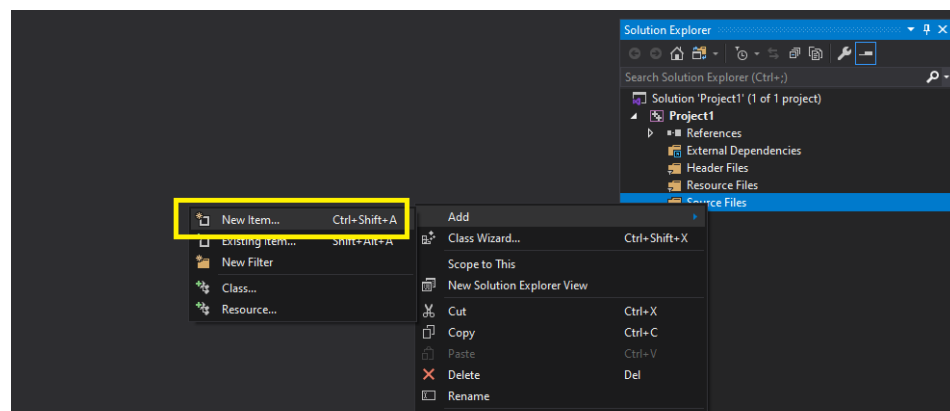 Solution Explorer
Search Solution Explorer (Ctrl+;)
Solution 'Project1' (1 of 1 project)
Project1
References
External Dependencies
Header Files
Resource Files
Source Files
New Item... Ctrl+Shift+A
Existing Item... Shift+Alt+A
New Filter
Class...
Resource...
Add
Class Wizard... Ctrl+Shift+X
Scope to This
New Solution Explorer View
Cut Ctrl+X
Copy Ctrl+C
Paste Ctrl+V
Delete Del
Rename